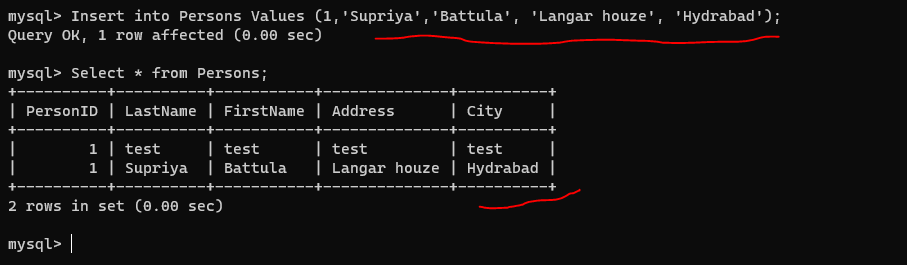 mysql> Insert into Persons Values (1,'Supriya','Battula', 'Langar houze', 'Hydrabad');
Query OK, 1 row affected (0.00 sec)
mysql> Select * from Persons;
+----------+----------+-----------+--------------+----------+
| PersonID | LastName | FirstName | Address      | City     |
+----------+----------+-----------+--------------+----------+
|        1 | test     | test      | test         | test     |
|        1 | Supriya  | Battula   | Langar houze | Hydrabad |
+----------+----------+-----------+--------------+----------+
2 rows in set (0.00 sec)
mysql>